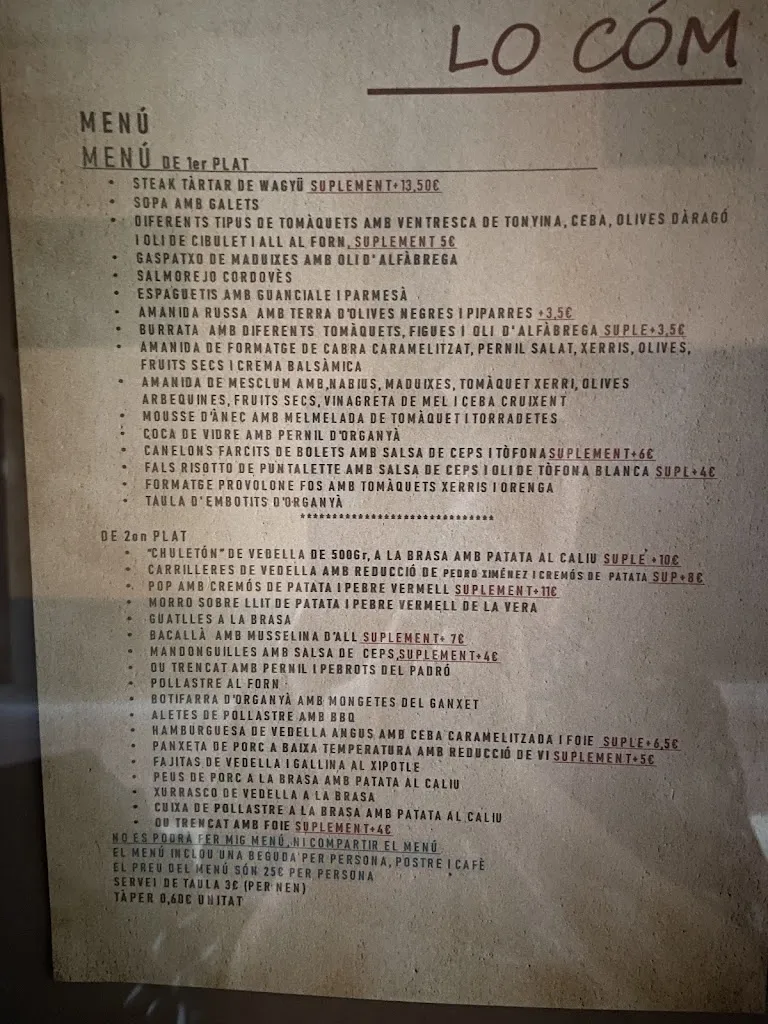 LO CÓM
MENÚ
MENÚ DE 1er PLAT
• STEAK TÀRTAR DE WAGYÜ SUPLEMENT+13,50€
• SOPA AMB GALETS
• DIFERENTS TIPUS DE TOMÀQUETS AMB VENTRESCA DE TONYINA, CEBA, OLIVES DÀRAGÓ
I OLI DE CIBULET I ALL AL FORN, SUPLEMENT 5€
• GASPATXO DE MADUIXES AMB OLI D'ALFÀBREGA
• SALMOREJO CORDOVÈS
• ESPAGUETIS AMB GUANCIALE I PARMESÀ
• AMANIDA RUSSA AMB TERRA D'OLIVES NEGRES I PIPARRES +3,5€
• BURRATA AMB DIFERENTS TOMÀQUETS, FIGUES I OLI D'ALFÀBREGA SUPLE+3,5€
• AMANIDA DE FORMATGE DE CABRA CARAMELITZAT, PERNIL SALAT, XERRIS, OLIVES,
FRUITS SECS I CREMA BALSÀMICA
• AMANIDA DE MESCLUM AMB,NABIUS, MADUIXES, TOMÀQUET XERRI, OLIVES
ARBEQUINES, FRUITS SECS, VINAGRETA DE MEL I CEBA CRUIXENT
• MOUSSE D'ÀNEC AMB MELMELADA DE TOMÀQUET I TORRADETES
• COCA DE VIDRE AMB PERNIL D'ORGANYÀ
• CANELONS FARCITS DE BOLETS AMB SALSA DE CEPS I TÒFONA SUPLEMENT+6€
• FALS RISOTTO DE PUNTALETTE AMB SALSA DE CEPS I OLI DE TÒFONA BLANCA SUPL+4€
• FORMATGE PROVOLONE FOS AMB TOMÀQUETS XERRIS I ORENGA
• TAULA D'EMBOTITS D'ORGANYÀ
*****************************
DE 2on PLAT
• "CHULETÓN" DE VEDELLA DE 500Gr, A LA BRASA AMB PATATA AL CALIU SUPLE +10€
• CARRILLERES DE VEDELLA AMB REDUCCIÓ DE PEDRO XIMÉNEZ I CREMÓS DE PATATA SUP+8€
• POP AMB CREMÓS DE PATATA I PEBRE VERMELL SUPLEMENT+11€
• MORRO SOBRE LLIT DE PATATA I PEBRE VERMELL DE LA VERA
• GUATLLES A LA BRASA
• BACALLÀ AMB MUSSELINA D'ALL SUPLEMENT+ 7€
• MANDONGUILLES AMB SALSA DE CEPS,SUPLEMENT+4€
• OU TRENCAT AMB PERNIL I PEBROTS DEL PADRÓ
• POLLASTRE AL FORN
• BOTIFARRA D'ORGANYÀ AMB MONGETES DEL GANXET
• ALETES DE POLLASTRE AMB BBQ
• HAMBURGUESA DE VEDELLA ANGUS AMB CEBA CARAMELITZADA I FOIE SUPLE+6,5€
• PANXETA DE PORC A BAIXA TEMPERATURA AMB REDUCCIÓ DE VI SUPLEMENT+5€
• FAJITAS DE VEDELLA I GALLINA AL XIPOTLE
• PEUS DE PORC A LA BRASA AMB PATATA AL CALIU
• XURRASCO DE VEDELLA A LA BRASA
• CUIXA DE POLLASTRE A LA BRASA AMB PATATA AL CALIU
• OU TRENCAT AMB FOIE SUPLEMENT+4€
NO ES PODRÀ FER MIG MENÚ, NI COMPARTIR EL MENÚ
EL MENÚ INCLOU UNA BEGUDA PER PERSONA, POSTRE I CAFÈ
EL PREU DEL MENÚ SÓN 25€ PER PERSONA
SERVEI DE TAULA 3€ (PER NEN)
TÀPER 0,60€ UNITAT